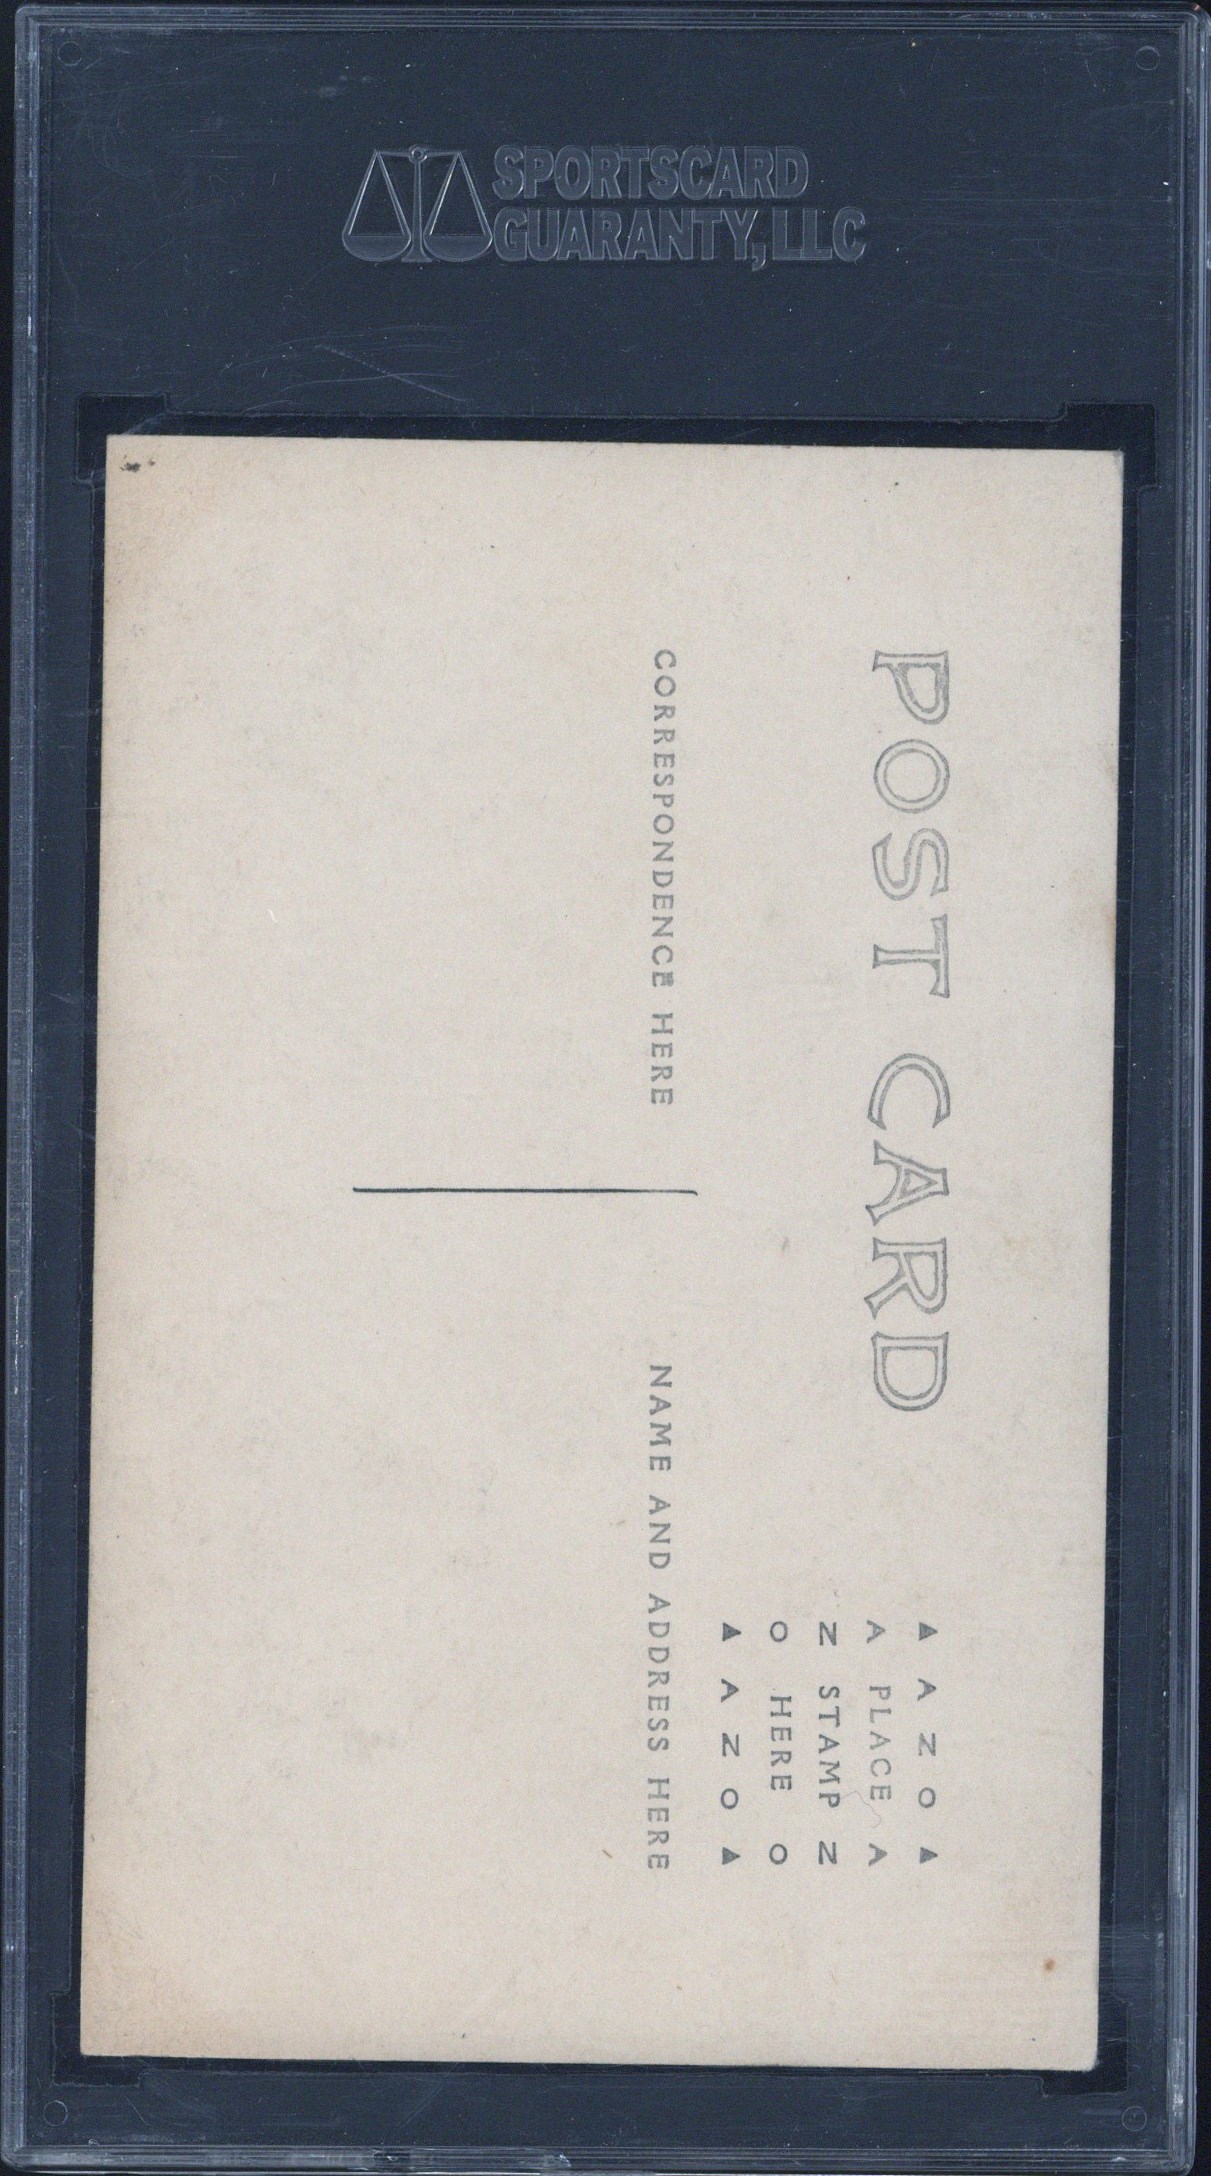 SPORTSCARD
GUARANTY, LLC
POST CARD
▲ A Z O ▲
A PLACE A
Z STAMP Z
O HERE O
▲ A Z O ▲
CORRESPONDENCE HERE
NAME AND ADDRESS HERE